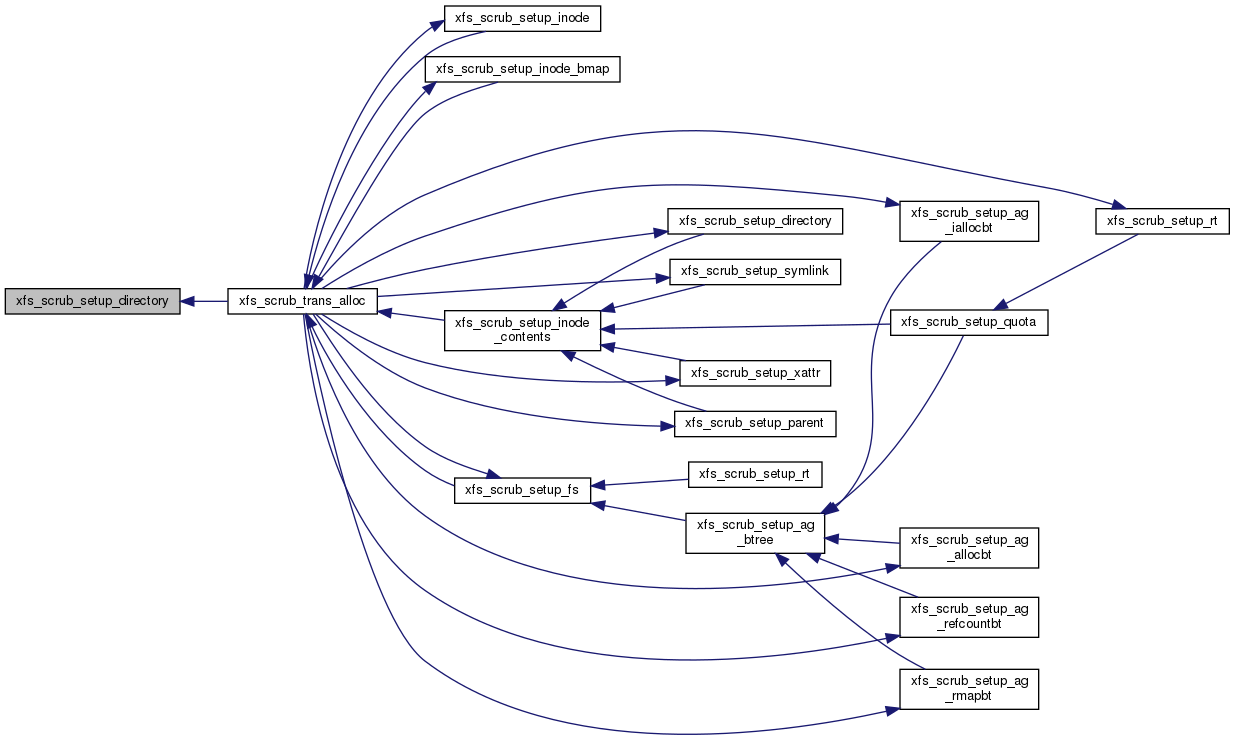 xfs_scrub_setup_inode
xfs_scrub_setup_inode_bmap
xfs_scrub_setup_directory
xfs_scrub_setup_ag
_iallocbt
xfs_scrub_setup_rt
xfs_scrub_setup_symlink
xfs_scrub_setup_directory
xfs_scrub_trans_alloc
xfs_scrub_setup_inode
_contents
xfs_scrub_setup_quota
xfs_scrub_setup_xattr
xfs_scrub_setup_parent
xfs_scrub_setup_rt
xfs_scrub_setup_fs
xfs_scrub_setup_ag
_btree
xfs_scrub_setup_ag
_allocbt
xfs_scrub_setup_ag
_refcountbt
xfs_scrub_setup_ag
_rmapbt